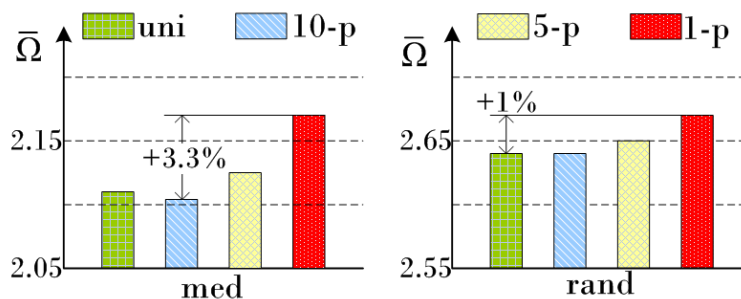 uni 10-p 5-p 1-p
Ω̄ Ω̄
+1%
2.15 2.65
+3.3%
2.05 2.55
med rand